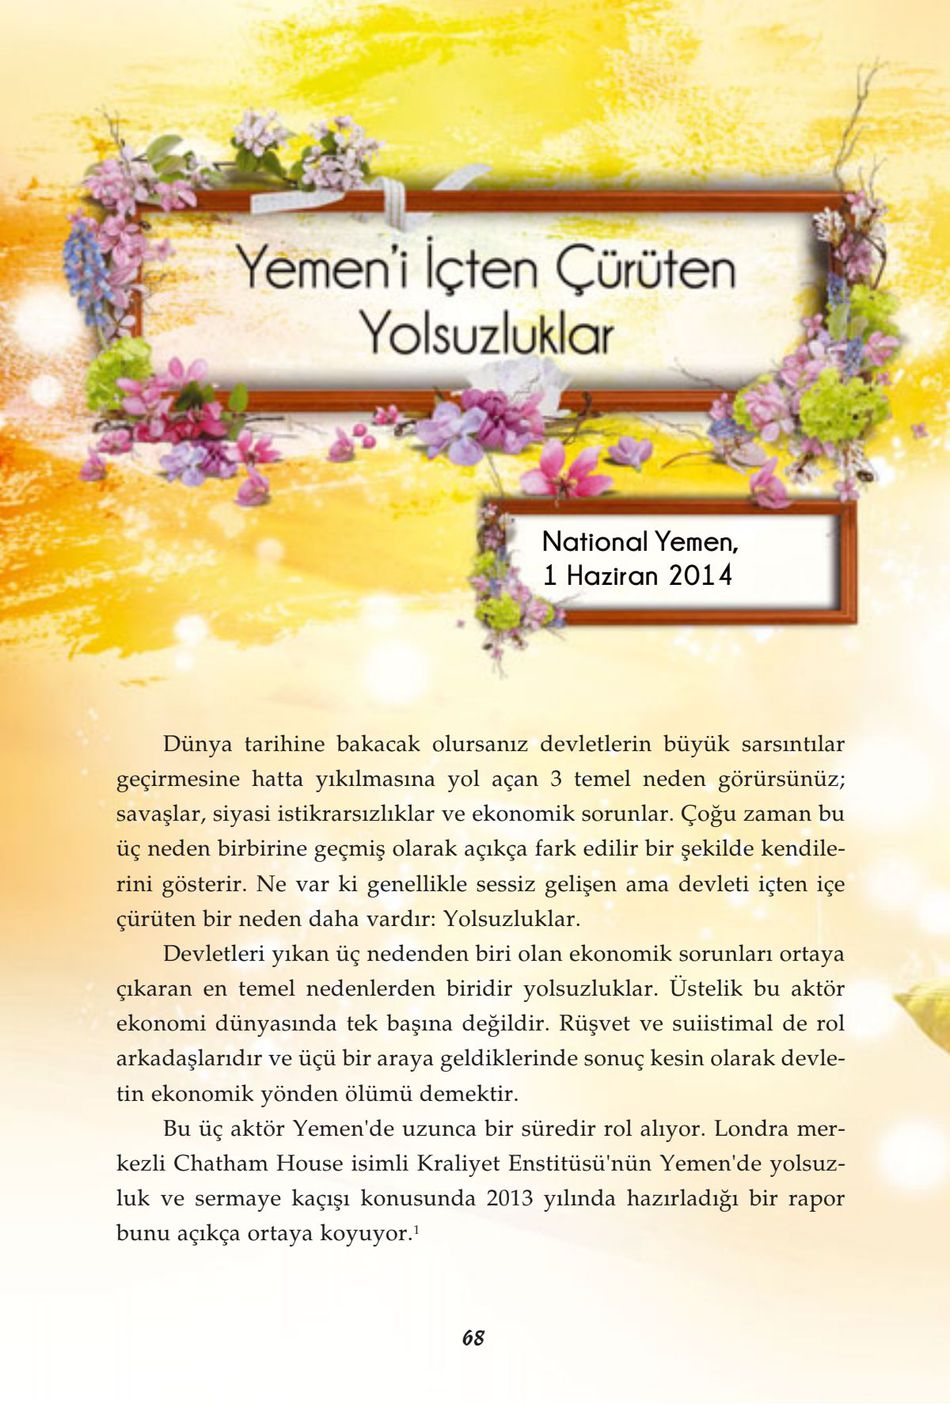 Yemen'i İçten Çürüten
Yolsuzluklar
National Yemen,
1 Haziran 2014
Dünya tarihine bakacak olursanız devletlerin büyük sarsıntılar
geçirmesine hatta yıkılmasına yol açan 3 temel neden görürsünüz;
savaşlar, siyasi istikrarsızlıklar ve ekonomik sorunlar. Çoğu zaman bu
üç neden birbirine geçmiş olarak açıkça fark edilir bir şekilde kendile-
rini gösterir. Ne var ki genellikle sessiz gelişen ama devleti içten içe
çürüten bir neden daha vardır: Yolsuzluklar.
Devletleri yıkan üç nedenden biri olan ekonomik sorunları ortaya
çıkaran en temel nedenlerden biridir yolsuzluklar. Üstelik bu aktör
ekonomi dünyasında tek başına değildir. Rüşvet ve suiistimal de rol
arkadaşlarıdır ve üçü bir araya geldiklerinde sonuç kesin olarak devle-
tin ekonomik yönden ölümü demektir.
Bu üç aktör Yemen'de uzunca bir süredir rol alıyor. Londra mer-
kezli Chatham House isimli Kraliyet Enstitüsü'nün Yemen'de yolsuz-
luk ve sermaye kaçışı konusunda 2013 yılında hazırladığı bir rapor
bunu açıkça ortaya koyuyor.¹
68